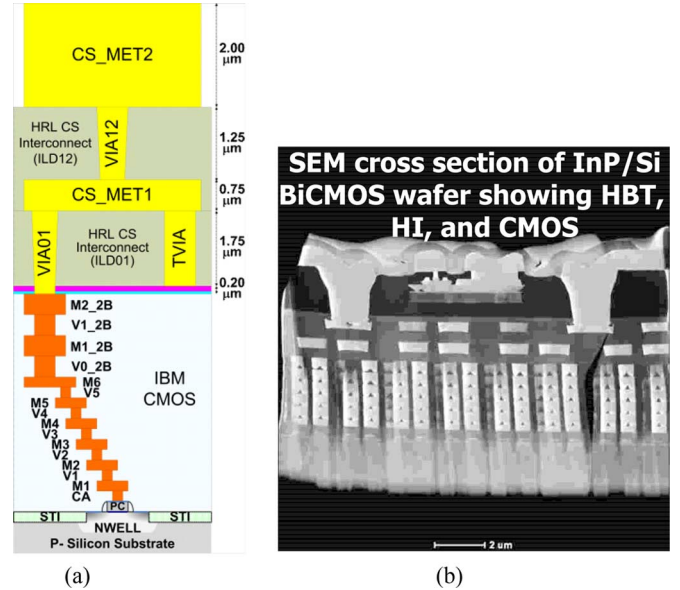 CS_MET2
2.00
µm
HRL CS
Interconnect
(ILD12)
VIA12
1.25
µm
CS_MET1
0.75
µm
VIA01
HRL CS
Interconnect
(ILD01)
TVIA
1.75
µm
0.20
µm
M2_2B
V1_2B
M1_2B
V0_2B
M6
V5
M5
V4
M4
V3
M3
V2
M2
V1
M1
CA
IBM
CMOS
PC
STI
STI
NWELL
P- Silicon Substrate
(a)
SEM cross section of InP/Si
BiCMOS wafer showing HBT,
HI, and CMOS
2 um
(b)